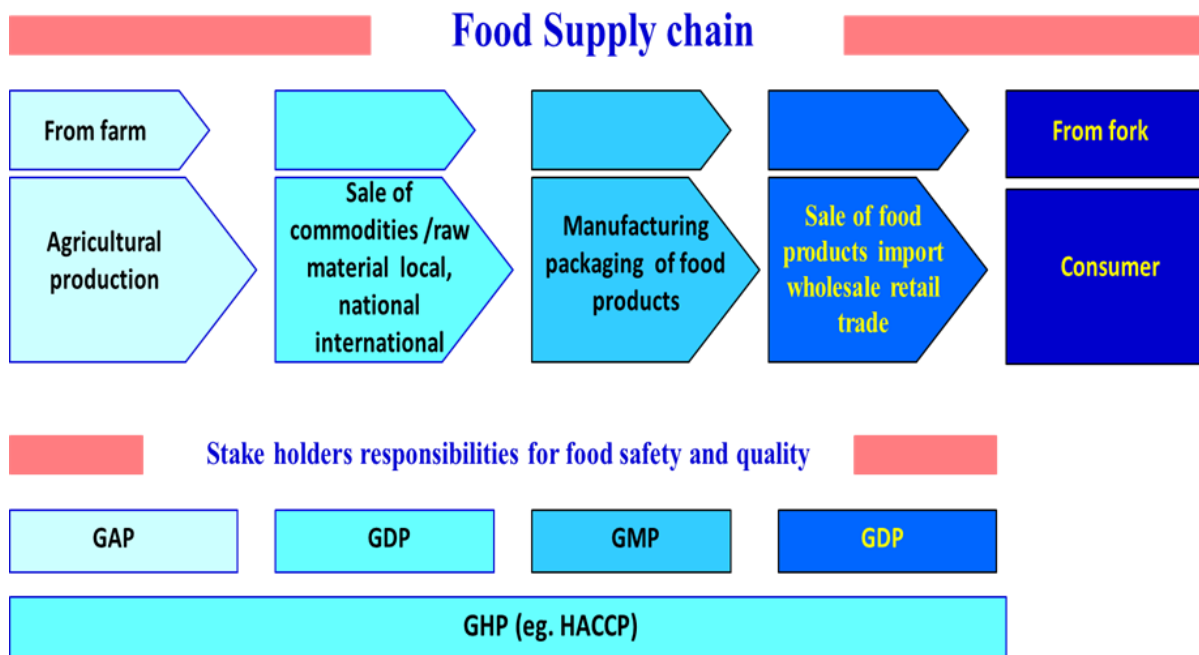 Food Supply chain
From farm
From fork
Agricultural
production
Sale of
commodities /raw
material local,
national
international
Manufacturing
packaging of food
products
Sale of food
products import
wholesale retail
trade
Consumer
Stake holders responsibilities for food safety and quality
GAP
GDP
GMP
GDP
GHP (eg. HACCP)